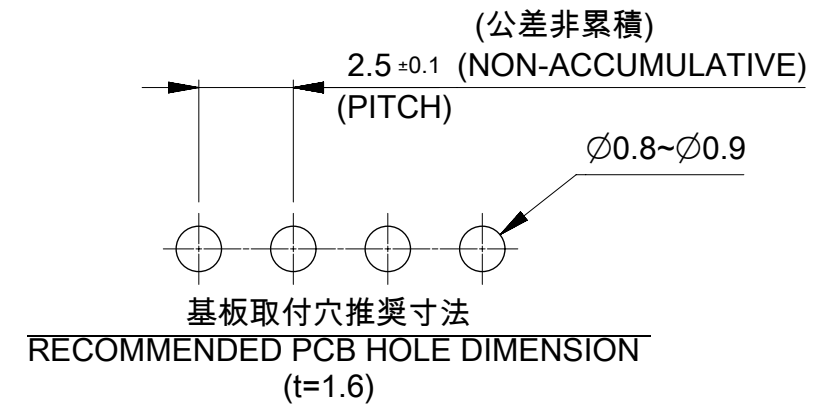 (公差非累積)
2.5 ±0.1 (NON-ACCUMULATIVE)
(PITCH)
∅0.8~∅0.9
基板取付穴推奨寸法
RECOMMENDED PCB HOLE DIMENSION
(t=1.6)